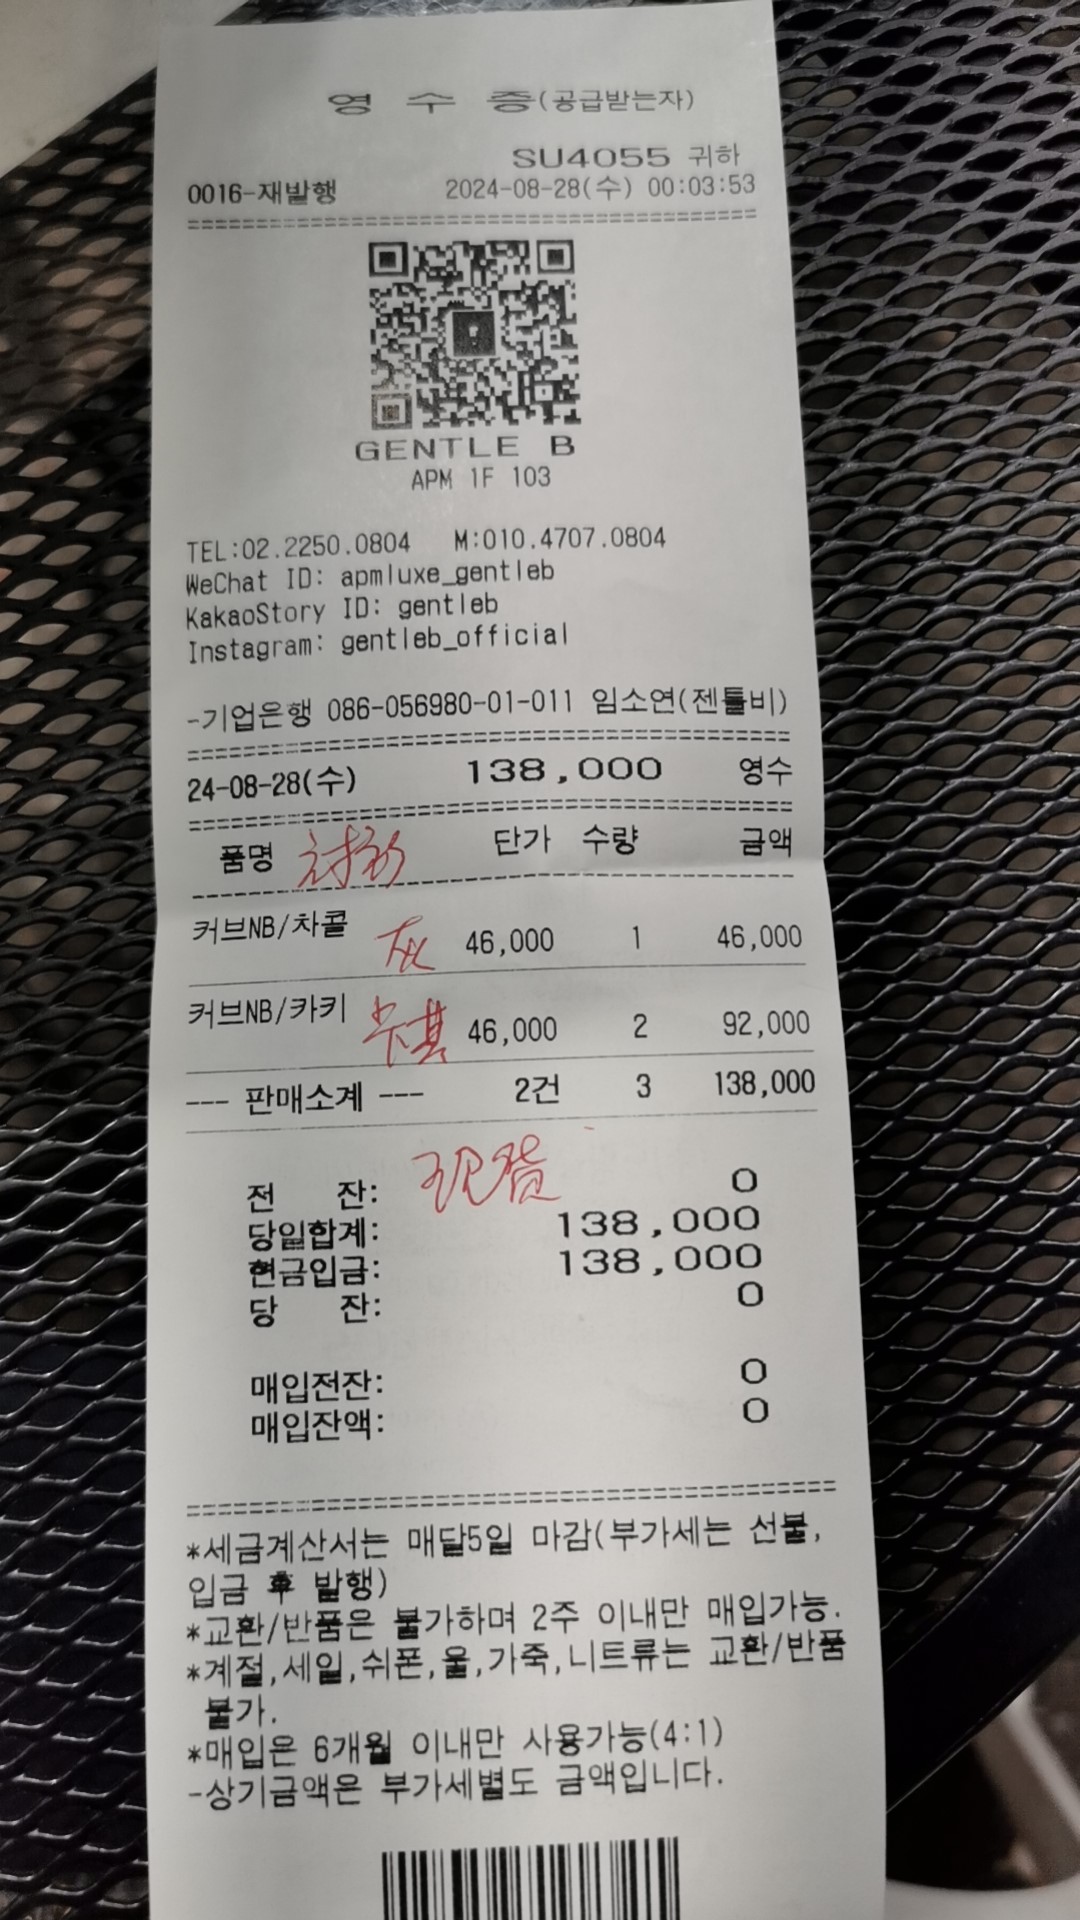 영 수 증(공급받는자)
SU4055 귀하
0016-재발행 2024-08-28(수) 00:03:53
GENTLE B
APM 1F 103
TEL:02.2250.0804 M:010.4707.0804
WeChat ID: apmluxe_gentleb
KakaoStory ID: gentleb
Instagram: gentleb_official
-기업은행 086-056980-01-011 임소연(젠틀비)
24-08-28(수) 138,000 영수
품명 衬衫 단가 수량 금액
커브NB/차콜 灰 46,000 1 46,000
커브NB/카키 卡其 46,000 2 92,000
--- 판매소계 --- 2건 3 138,000
现货
전 잔: 0
당일합계: 138,000
현금입금: 138,000
당 잔: 0
매입전잔: 0
매입잔액: 0
*세금계산서는 매달5일 마감(부가세는 선불,
입금 후 발행)
*교환/반품은 불가하며 2주 이내만 매입가능.
*계절,세일,쉬폰,울,가죽,니트류는 교환/반품
불가.
*매입은 6개월 이내만 사용가능(4:1)
-상기금액은 부가세별도 금액입니다.